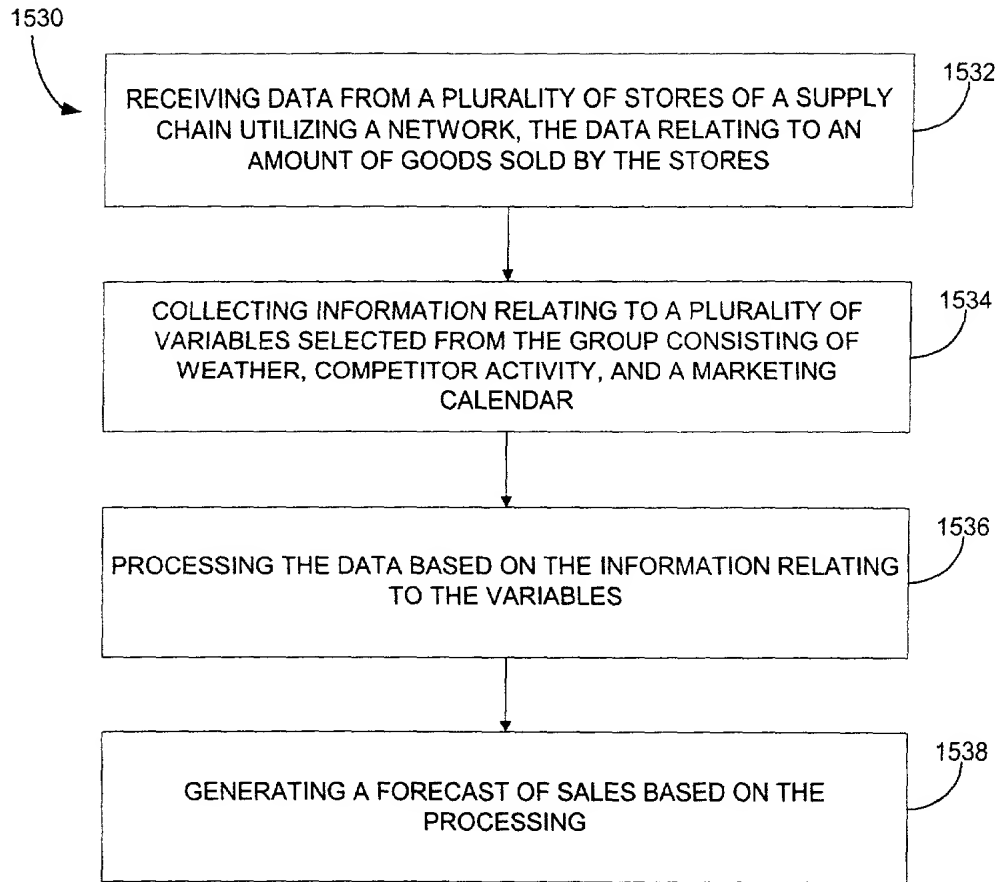 1530
1532
RECEIVING DATA FROM A PLURALITY OF STORES OF A SUPPLY
CHAIN UTILIZING A NETWORK, THE DATA RELATING TO AN
AMOUNT OF GOODS SOLD BY THE STORES
1534
COLLECTING INFORMATION RELATING TO A PLURALITY OF
VARIABLES SELECTED FROM THE GROUP CONSISTING OF
WEATHER, COMPETITOR ACTIVITY, AND A MARKETING
CALENDAR
1536
PROCESSING THE DATA BASED ON THE INFORMATION RELATING
TO THE VARIABLES
1538
GENERATING A FORECAST OF SALES BASED ON THE
PROCESSING